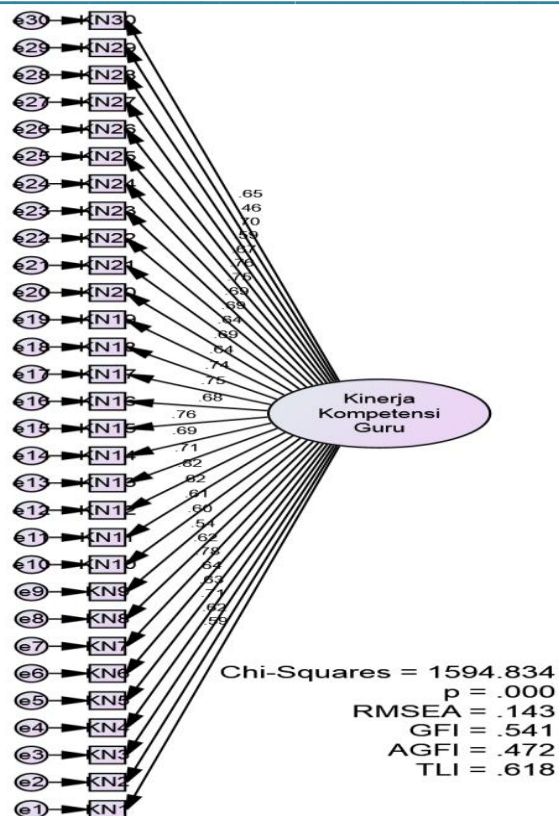 e30 KN30
e29 KN29
e28 KN28
e27 KN27
e26 KN26
e25 KN25
e24 KN24
e23 KN23
e22 KN22
e21 KN21
e20 KN20
e19 KN19
e18 KN18
e17 KN17
e16 KN16
e15 KN15
e14 KN14
e13 KN13
e12 KN12
e11 KN11
e10 KN10
e9 KN9
e8 KN8
e7 KN7
e6 KN6
e5 KN5
e4 KN4
e3 KN3
e2 KN2
e1 KN1
.65
.46
.70
.59
.67
.76
.69
.69
.64
.69
.64
.74
.75
.68
.76
.69
.71
.62
.61
.60
.54
.62
.78
.64
.63
.71
.62
.59
Kinerja
Kompetensi
Guru
Chi-Squares = 1594.834
p = .000
RMSEA = .143
GFI = .541
AGFI = .472
TLI = .618